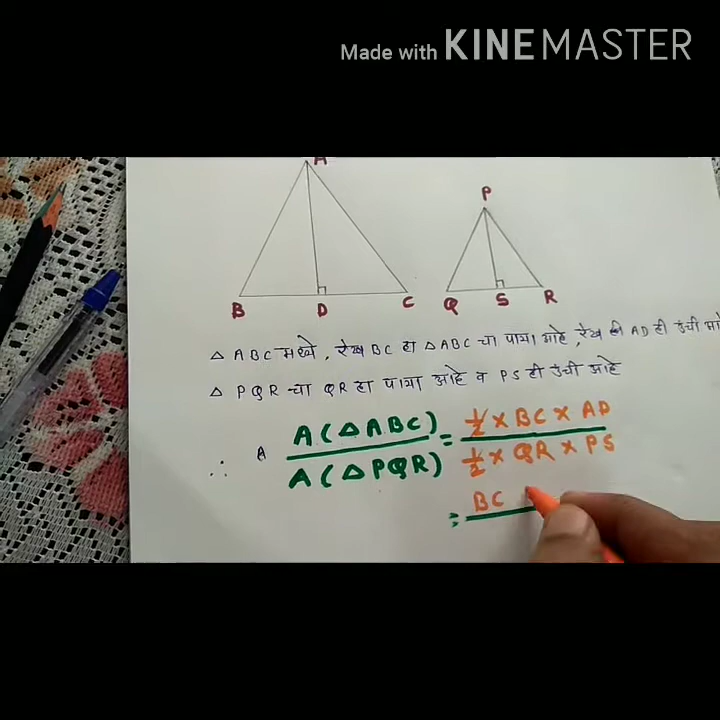 Made with KINEMASTER
A
P
B D C Q S R
△ ABC मध्ये, रेख BC हा △ABC चा पाया आहे, रेख AD ही उंची
△ PQR चा QR हा पाया आहे व PS ही उंची आहे
∴ A A(△ABC) / A(△PQR) = 1/2 × BC × AD / 1/2 × QR × PS
= BC